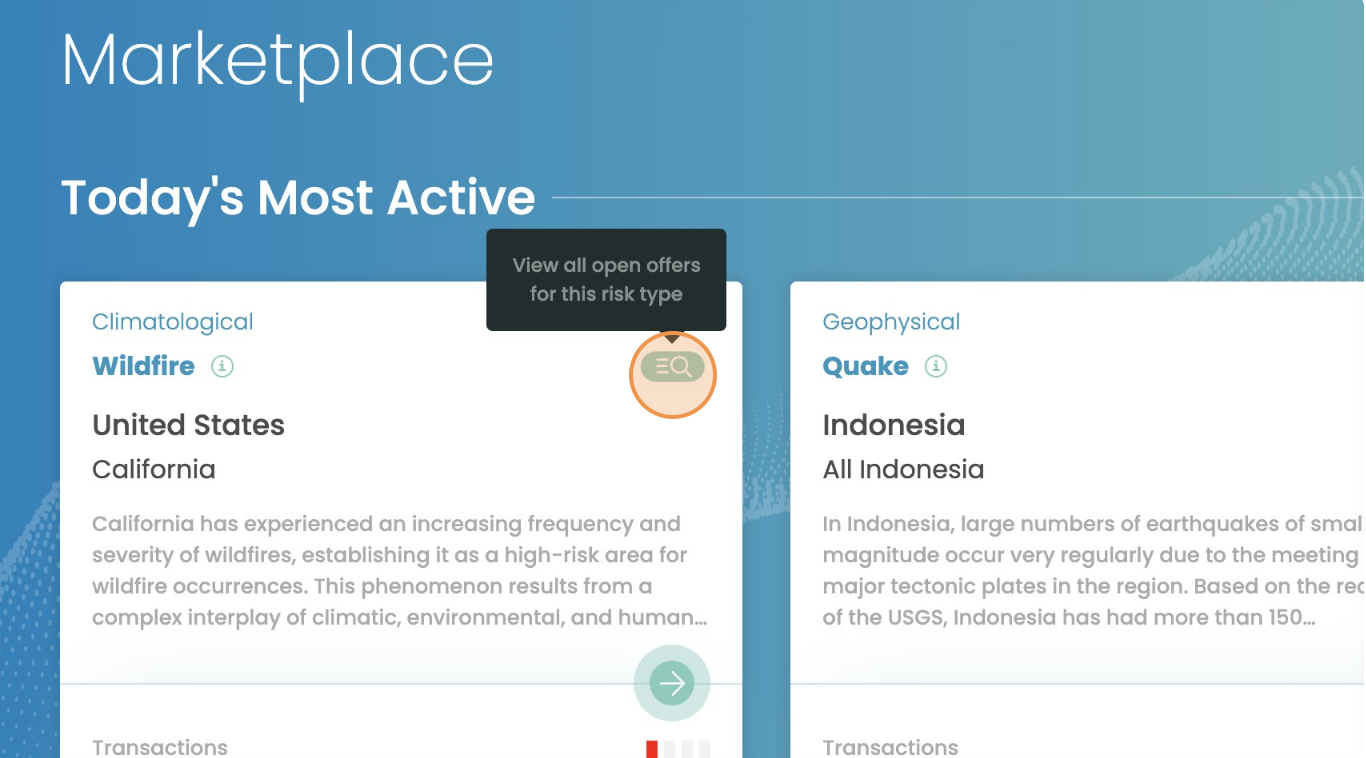 Marketplace
Today's Most Active
View all open offers
for this risk type
Climatological
Wildfire
United States
California
California has experienced an increasing frequency and
severity of wildfires, establishing it as a high-risk area for
wildfire occurrences. This phenomenon results from a
complex interplay of climatic, environmental, and human...
Transactions
Geophysical
Quake
Indonesia
All Indonesia
In Indonesia, large numbers of earthquakes of smal
magnitude occur very regularly due to the meeting
major tectonic plates in the region. Based on the rec
of the USGS, Indonesia has had more than 150...
Transactions